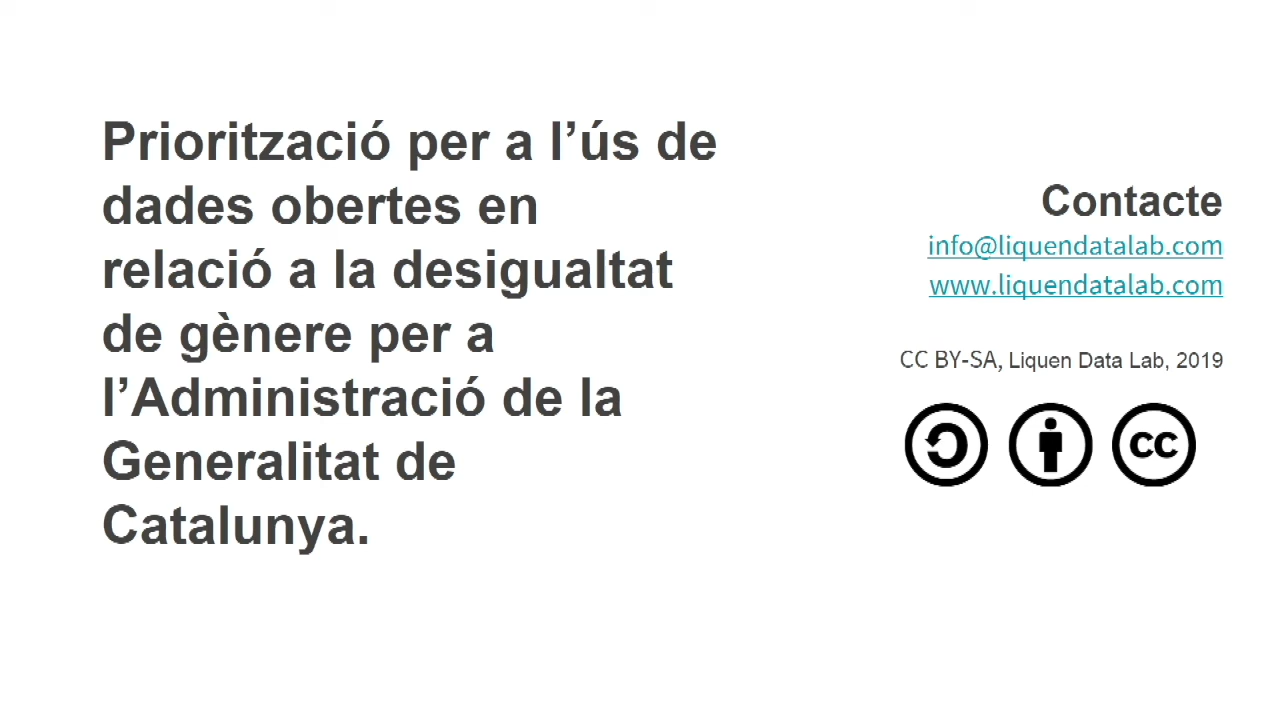 Priorització per a l’ús de
dades obertes en
relació a la desigualtat
de gènere per a
l’Administració de la
Generalitat de
Catalunya.
Contacte
info@liquendatalab.com
www.liquendatalab.com
CC BY-SA, Liquen Data Lab, 2019
cc